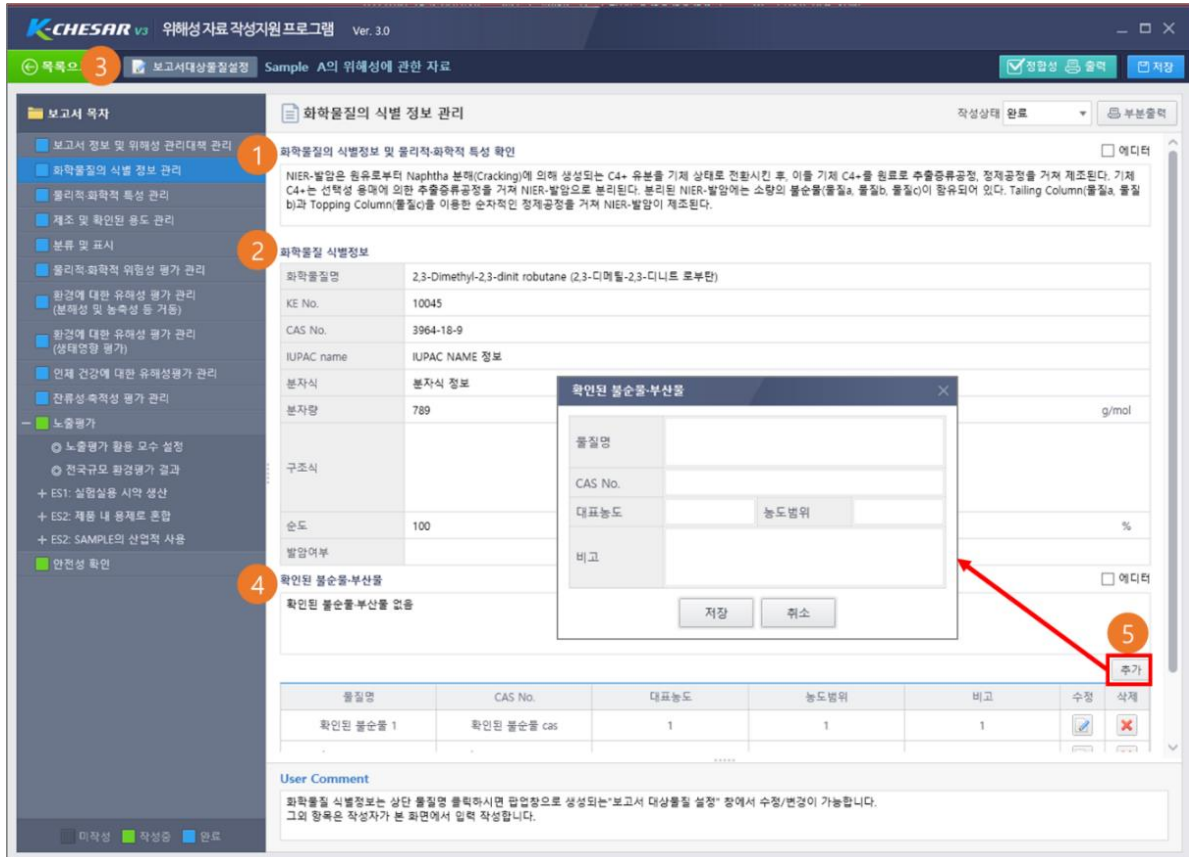 K-CHESAR V3 위해성 자료 작성지원 프로그램 Ver. 3.0
목록으 3 보고서대상물질설정 Sample A의 위해성에 관한 자료 정합성 출력 저장
보고서 목차
보고서 정보 및 위해성 관리대책 관리
화학물질의 식별 정보 관리
물리적·화학적 특성 관리
제조 및 확인된 용도 관리
분류 및 표시
물리적·화학적 위험성 평가 관리
환경에 대한 유해성 평가 관리
(분해성 및 농축성 등 거동)
환경에 대한 유해성 평가 관리
(생태영향 평가)
인체 건강에 대한 유해성평가 관리
잔류성·축적성 평가 관리
노출평가
노출평가 활용 모수 설정
전국규모 환경평가 결과
+ ES1: 실험실용 시약 생산
+ ES2: 제품 내 용제로 혼합
+ ES2: SAMPLE의 산업적 사용
안전성 확인
미작성 작성중 완료
화학물질의 식별 정보 관리 작성상태 완료 부분출력
1 화학물질의 식별정보 및 물리적·화학적 특성 확인 에디터
NIER-발암은 원유로부터 Naphtha 분해(Cracking)에 의해 생성되는 C4+ 유분을 기체 상태로 전환시킨 후, 이들 기체 C4+를 원료로 추출증류공정, 정제공정을 거쳐 제조된다. 기체
C4+는 선택성 용매에 의한 추출증류공정을 거쳐 NIER-발암으로 분리된다. 분리된 NIER-발암에는 소량의 불순물(물질a, 물질b, 물질c)이 함유되어 있다. Tailing Column(물질a, 물질
b)과 Topping Column(물질c)을 이용한 순차적인 정제공정을 거쳐 NIER-발암이 제조된다.
2 화학물질 식별정보
화학물질명 2,3-Dimethyl-2,3-dinit robutane (2,3-디메틸-2,3-디니트 로부탄)
KE No. 10045
CAS No. 3964-18-9
IUPAC name IUPAC NAME 정보
분자식 분자식 정보
분자량 789 g/mol
구조식
순도 100 %
발암여부
확인된 불순물·부산물
물질명
CAS No.
대표농도 농도범위
비고
저장 취소
4 확인된 불순물·부산물 에디터
확인된 불순물·부산물 없음
5
추가
물질명 CAS No. 대표농도 농도범위 비고 수정 삭제
확인된 불순물 1 확인된 불순물 cas 1 1 1
User Comment
화학물질 식별정보는 상단 물질명 클릭하시면 팝업창으로 생성되는"보고서 대상물질 설정" 창에서 수정/변경이 가능합니다.
그외 항목은 작성자가 본 화면에서 입력 작성합니다.